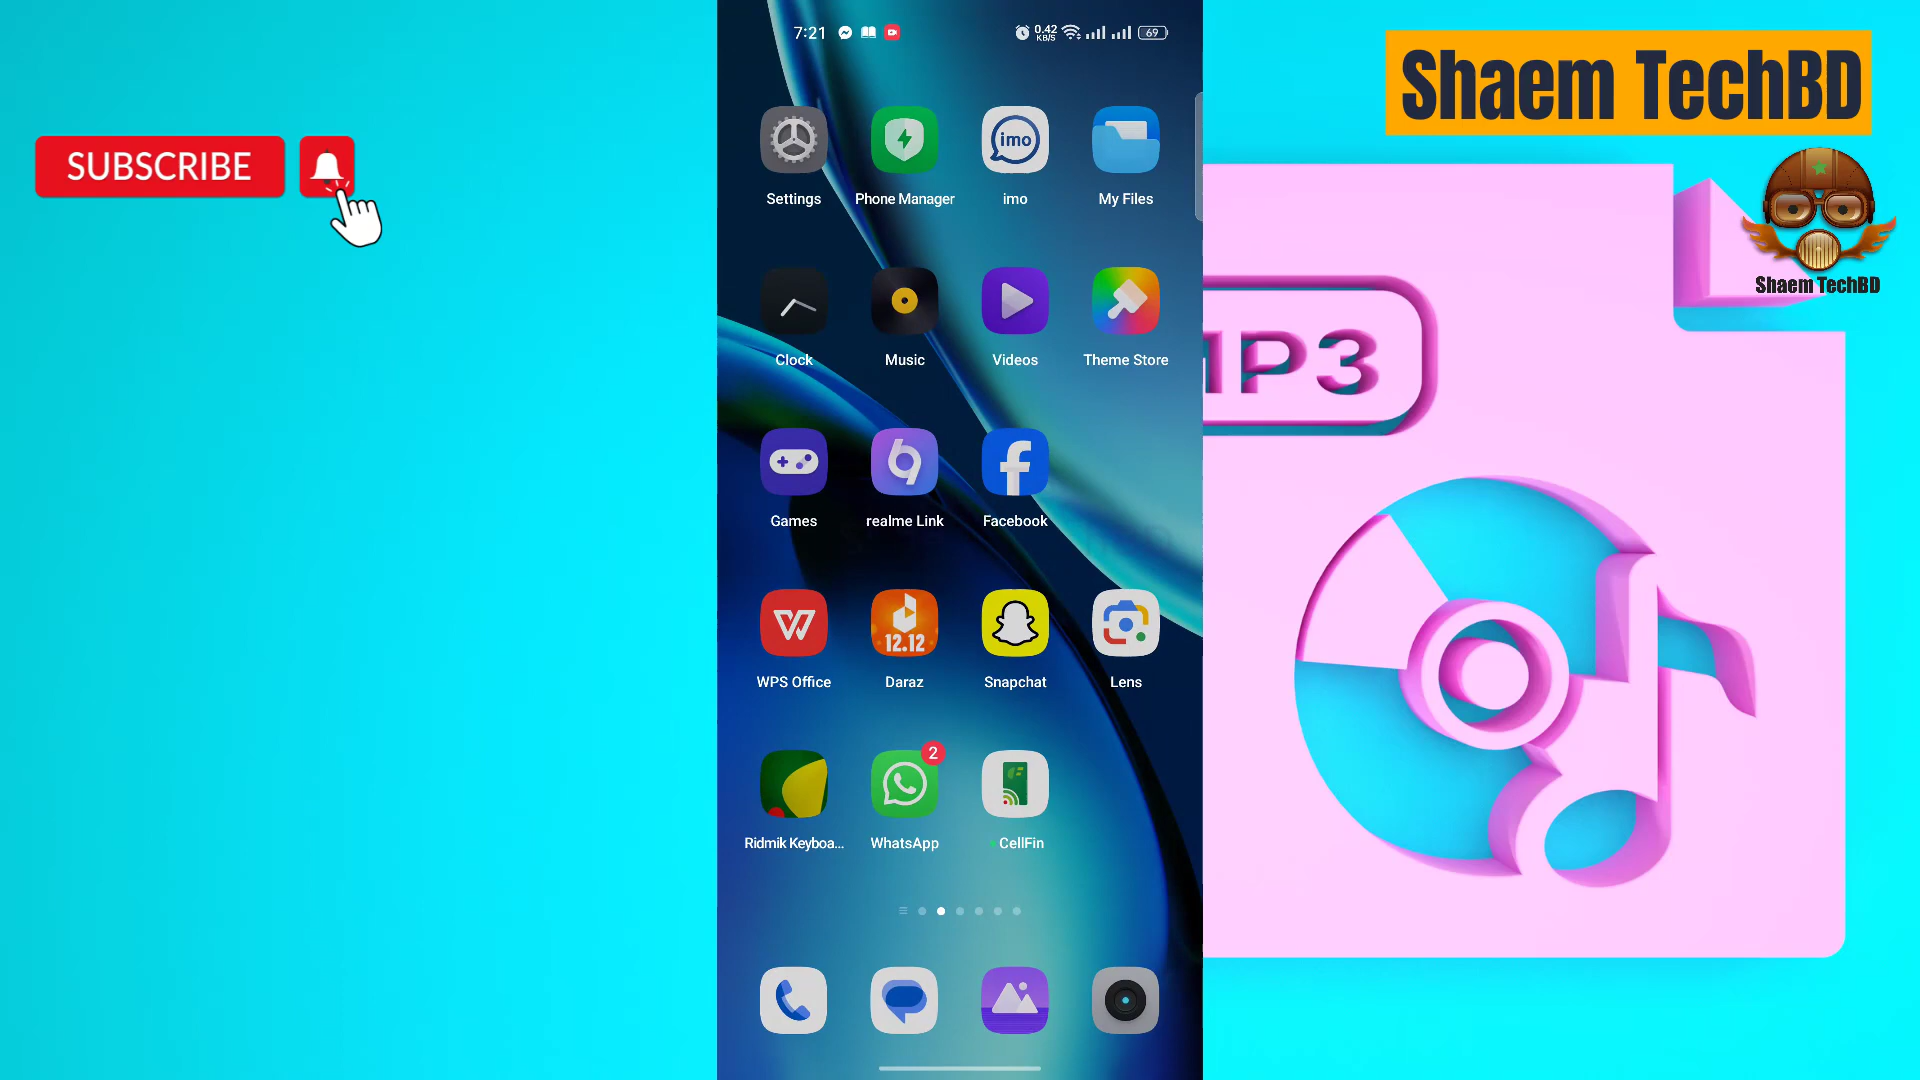 7:21
0.42
KB/S
69
Shaem TechBD
SUBSCRIBE
Settings
Phone Manager
imo
imo
My Files
Shaem TechBD
Clock
Music
Videos
Theme Store
MP3
Games
realme Link
Facebook
12.12
WPS Office
Daraz
Snapchat
Lens
2
Ridmik Keyboa...
WhatsApp
CellFin